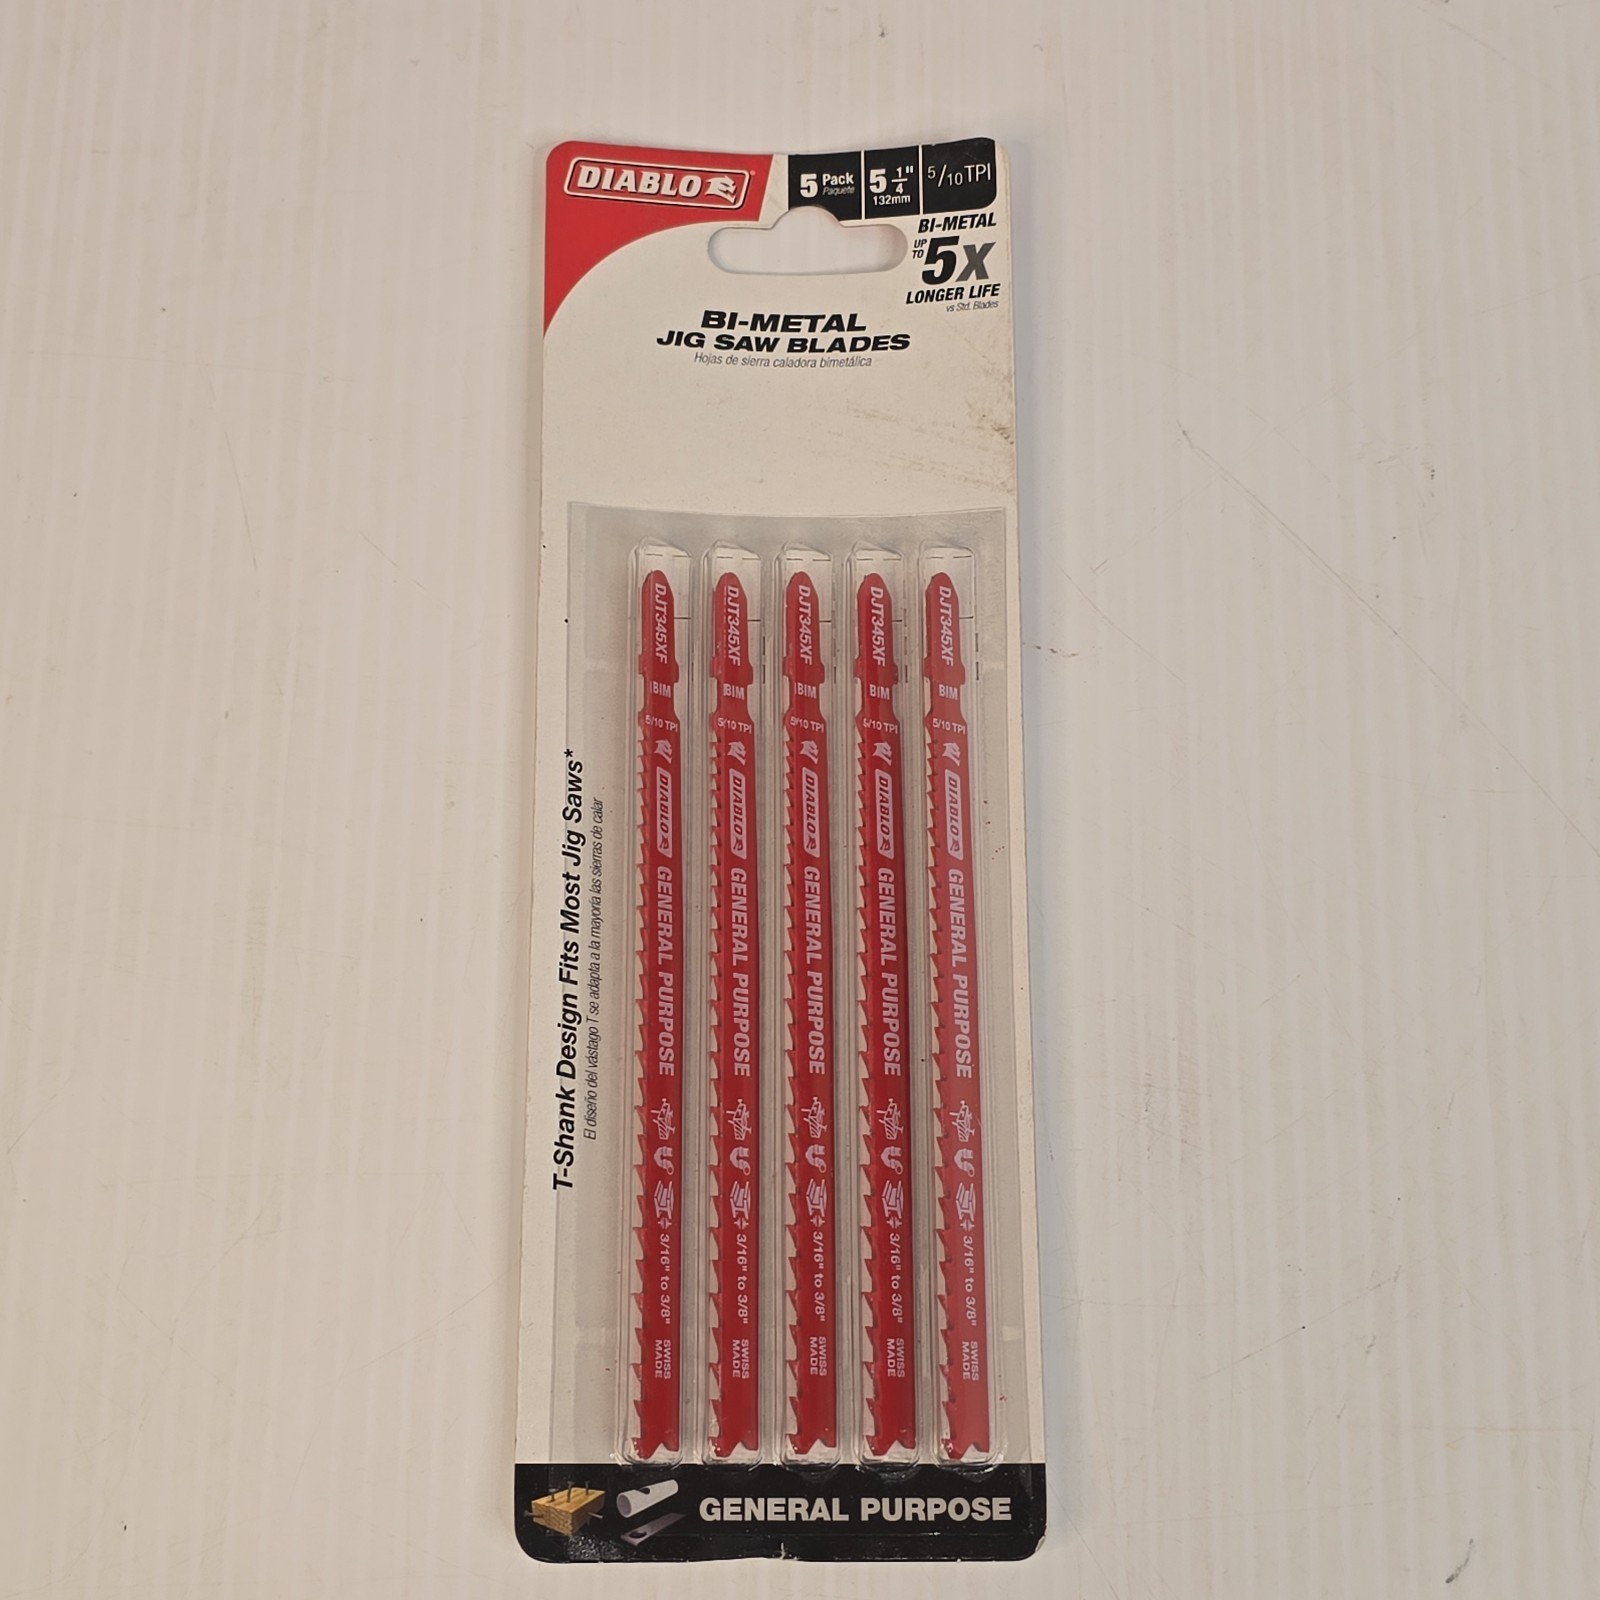 DIABLO
5 Pack
Paquete
5 1/4"
132mm
5/10 TPI
BI-METAL
UP TO 5X
LONGER LIFE
vs Std. Blades
BI-METAL
JIG SAW BLADES
Hojas de sierra caladora bimetálica
T-Shank Design Fits Most Jig Saws*
El diseño del vástago T se adapta a la mayoría las sierras de calar
DJT345XF
BIM
5/10 TPI
DIABLO
GENERAL PURPOSE
3/16" to 3/8"
SWISS
MADE
DJT345XF
BIM
5/10 TPI
DIABLO
GENERAL PURPOSE
3/16" to 3/8"
SWISS
MADE
DJT345XF
BIM
5/10 TPI
DIABLO
GENERAL PURPOSE
3/16" to 3/8"
SWISS
MADE
DJT345XF
BIM
5/10 TPI
DIABLO
GENERAL PURPOSE
3/16" to 3/8"
SWISS
MADE
DJT345XF
BIM
5/10 TPI
DIABLO
GENERAL PURPOSE
3/16" to 3/8"
SWISS
MADE
GENERAL PURPOSE